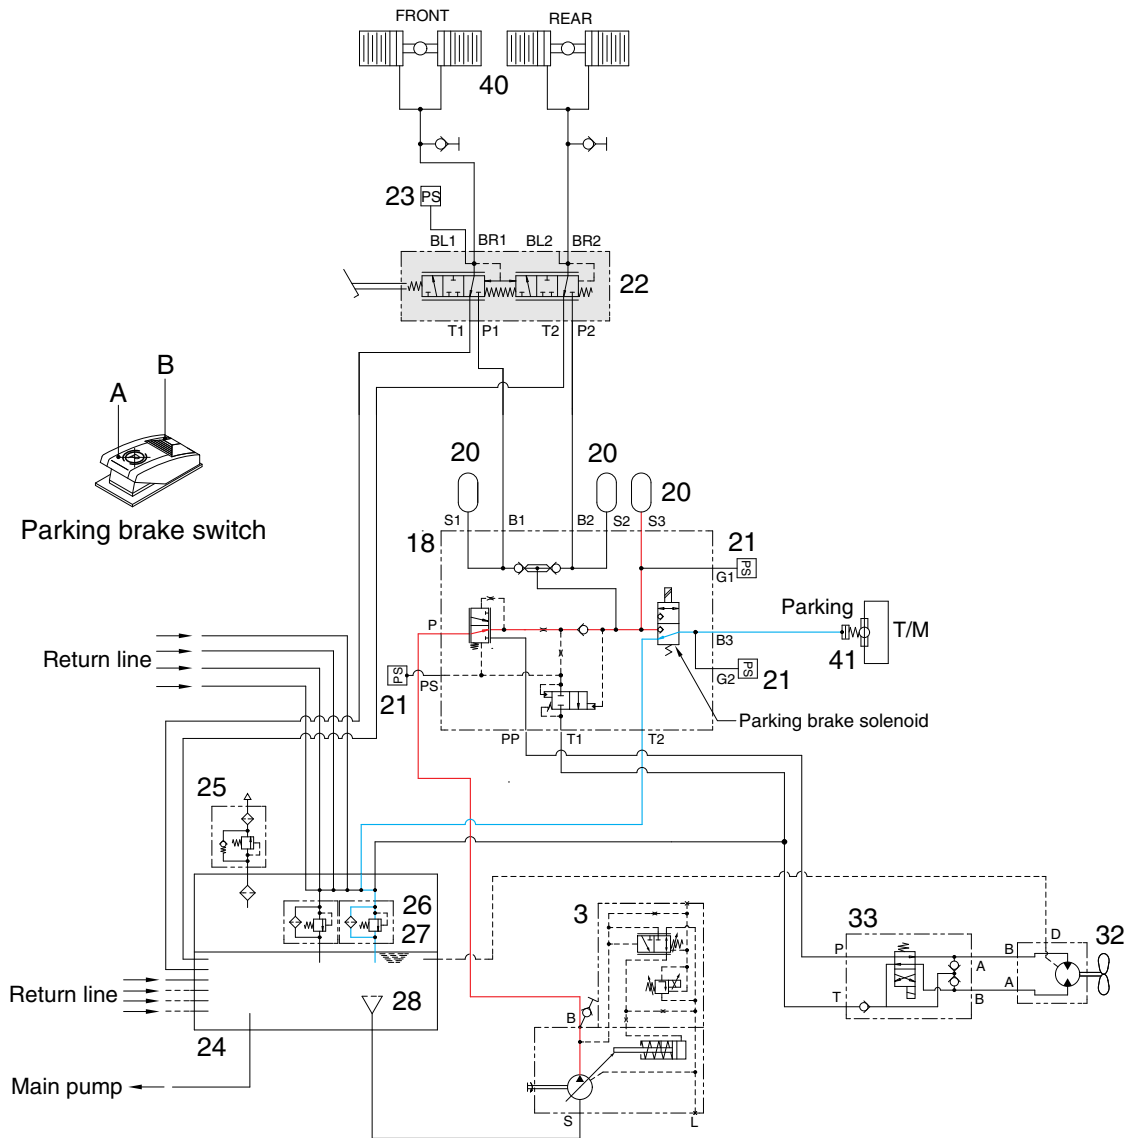 FRONT REAR
40
23 PS
BL1 BR1 BL2 BR2
22
T1 P1 T2 P2
B
A
Parking brake switch
20 20 20
S1 B1 B2 S2 S3
18 21
PS
G1
P
Parking
T/M
B3
41
Return line
PS
21 PS
PS
G2 21
Parking brake solenoid
PP T1 T2
25
26
27
3
33
32
D
P
B
A
A
B
T
Return line
28
B
24
Main pump
S
L